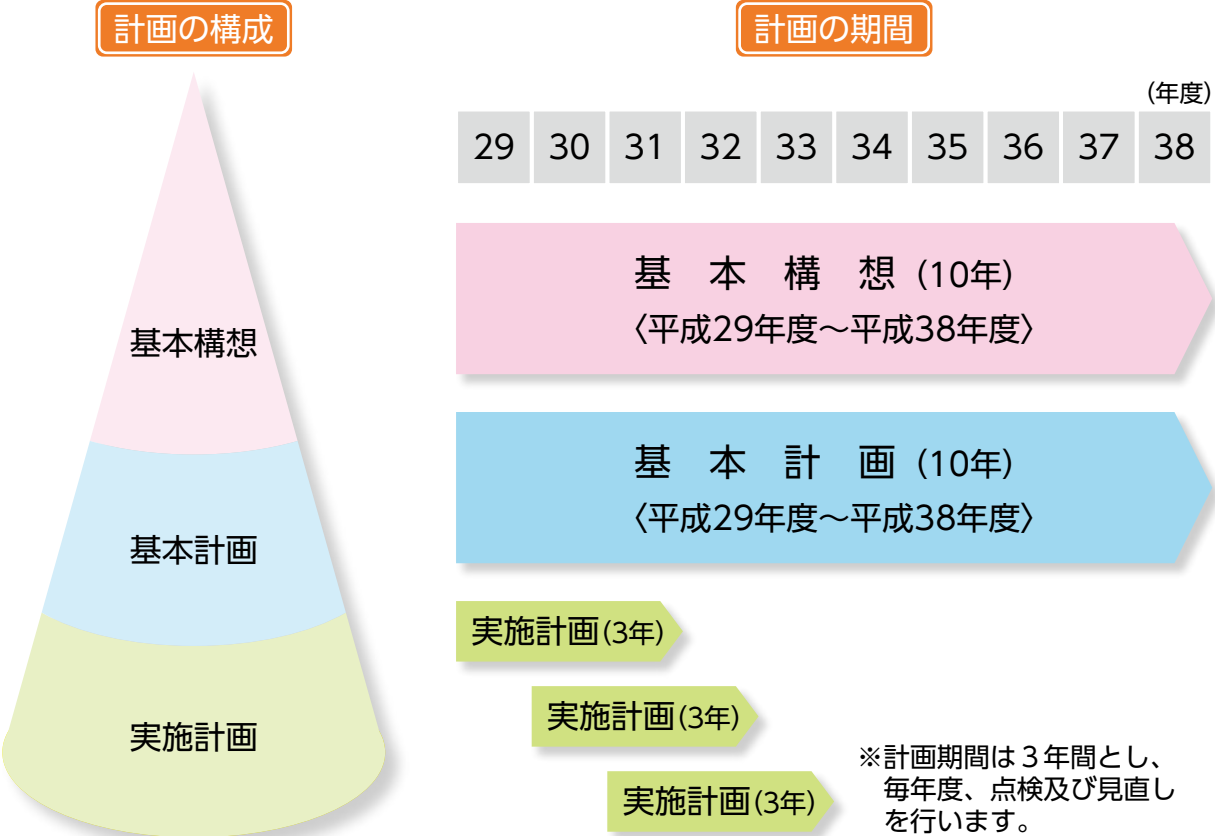 計画の構成
基本構想
基本計画
実施計画
計画の期間
(年度)
29 30 31 32 33 34 35 36 37 38
基本構想(10年)
〈平成29年度～平成38年度〉
基本計画(10年)
〈平成29年度～平成38年度〉
実施計画(3年)
実施計画(3年)
実施計画(3年)
※計画期間は３年間とし、
毎年度、点検及び見直し
を行います。